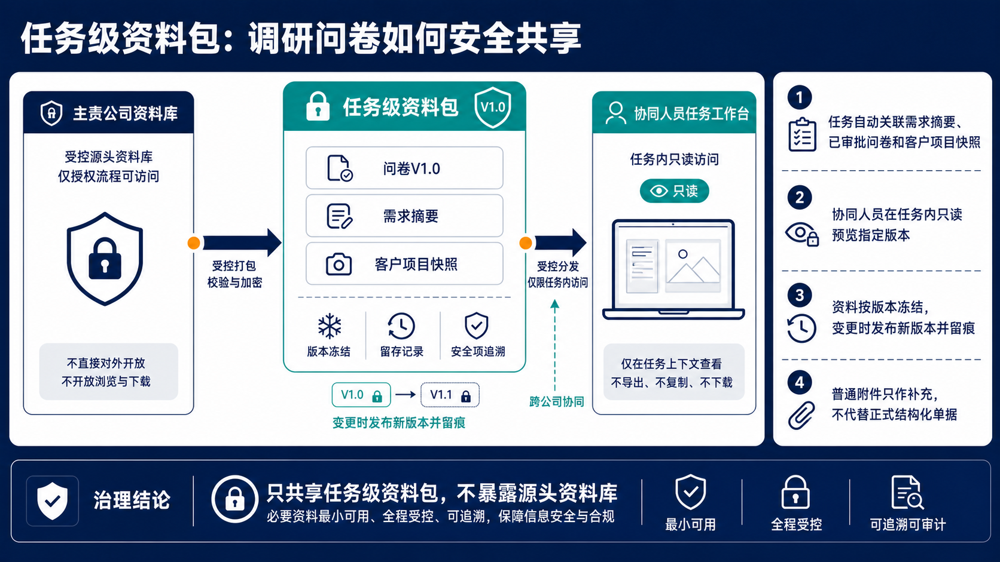 任务级资料包：调研问卷如何安全共享
主责公司资料库
受控源头资料库
仅授权流程可访问
不直接对外开放
不开放浏览与下载
受控打包
校验与加密
任务级资料包
V1.0
问卷V1.0
需求摘要
客户项目快照
版本冻结
留存记录
安全项追溯
V1.0
V1.1
变更时发布新版本并留痕
受控分发
仅限任务内访问
跨公司协同
协同人员任务工作台
任务内只读访问
只读
仅在任务上下文查看
不导出、不复制、不下载
1
任务自动关联需求摘要、
已审批问卷和客户项目快照
2
协同人员在任务内只读
预览指定版本
3
资料按版本冻结，
变更时发布新版本并留痕
4
普通附件只作补充，
不代替正式结构化单据
治理结论
只共享任务级资料包，不暴露源头资料库
必要资料最小可用、全程受控、可追溯，保障信息安全与合规
最小可用
全程受控
可追溯可审计